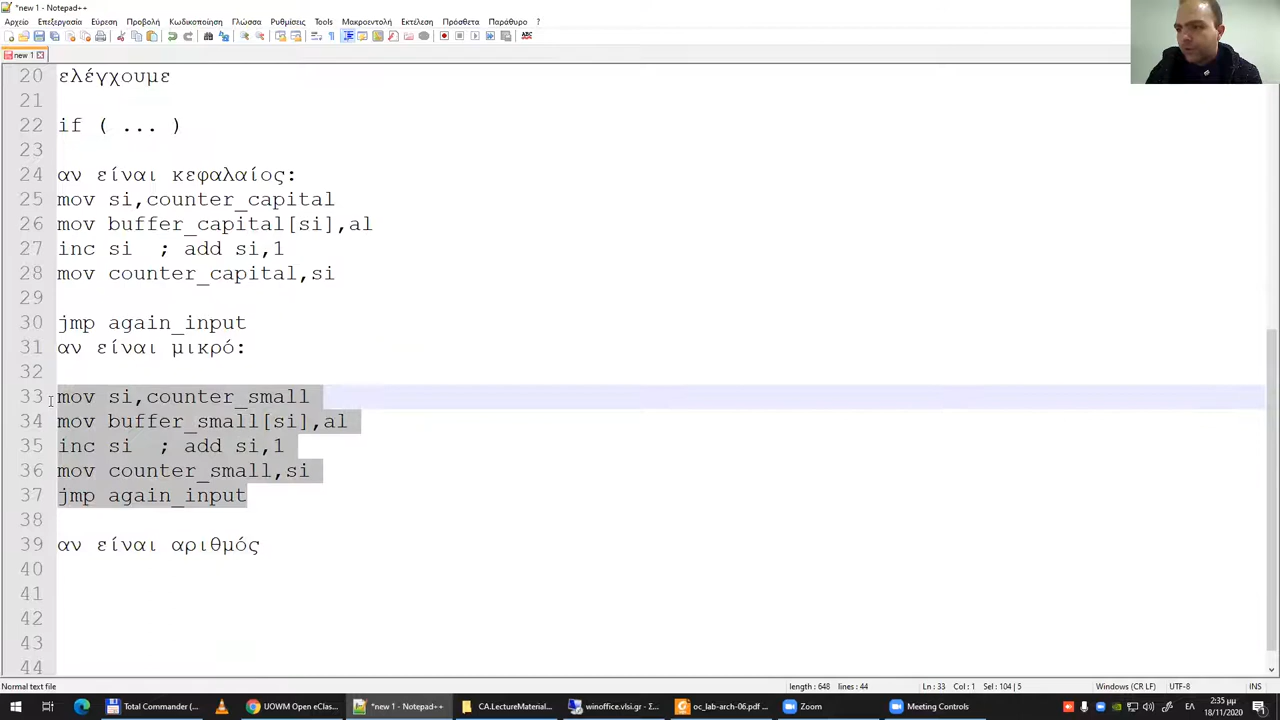 *new 1 - Notepad++
Αρχείο Επεξεργασία Εύρεση Προβολή Κωδικοποίηση Γλώσσα Ρυθμίσεις Tools Μακροεντολή Εκτέλεση Πρόσθετα Παράθυρο ?
new 1
20 ελέγχουμε
21
22 if ( ... )
23
24 αν είναι κεφαλαίος:
25 mov si,counter_capital
26 mov buffer_capital[si],al
27 inc si ; add si,1
28 mov counter_capital,si
29
30 jmp again_input
31 αν είναι μικρό:
32
33 mov si,counter_small
34 mov buffer_small[si],al
35 inc si ; add si,1
36 mov counter_small,si
37 jmp again_input
38
39 αν είναι αριθμός
40
41
42
43
44
Normal text file length : 648 lines : 44 Ln : 33 Col : 1 Sel : 104 | 5 Windows (CR LF) UTF-8 INS
Total Commander (... UOWM Open eClass... *new 1 - Notepad++ CA.LectureMaterial... winoffice.vlsi.gr - Σ... oc_lab-arch-06.pdf ... Zoom Meeting Controls ΕΛ 2:35 μμ
18/11/2020